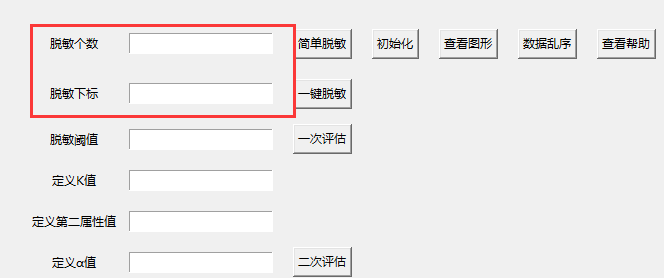 脱敏个数 简单脱敏 初始化 查看图形 数据乱序 查看帮助
脱敏下标 一键脱敏
脱敏阈值 一次评估
定义K值
定义第二属性值
定义α值 二次评估